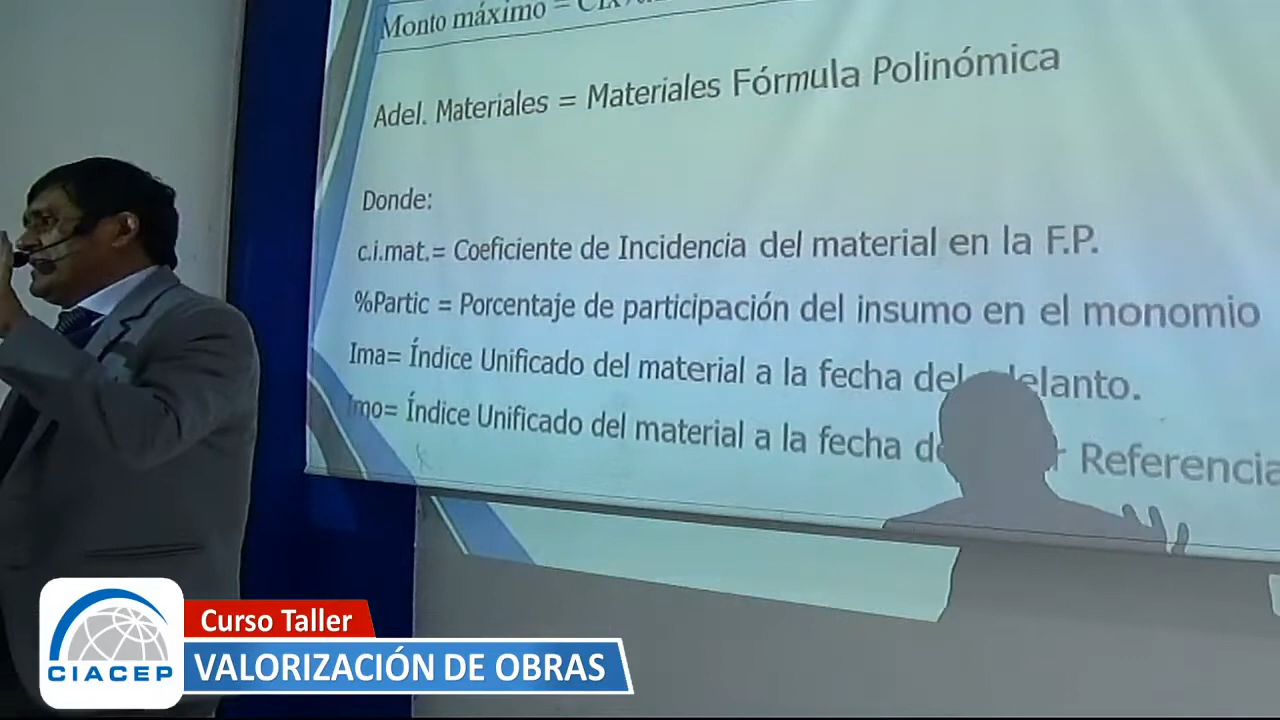 Monto máximo =
Adel. Materiales = Materiales Fórmula Polinómica
Donde:
c.i.mat.= Coeficiente de Incidencia del material en la F.P.
%Partic = Porcentaje de participación del insumo en el monomio
Ima= Índice Unificado del material a la fecha del adelanto.
Imo= Índice Unificado del material a la fecha Referencia
CIACEP
Curso Taller
VALORIZACIÓN DE OBRAS